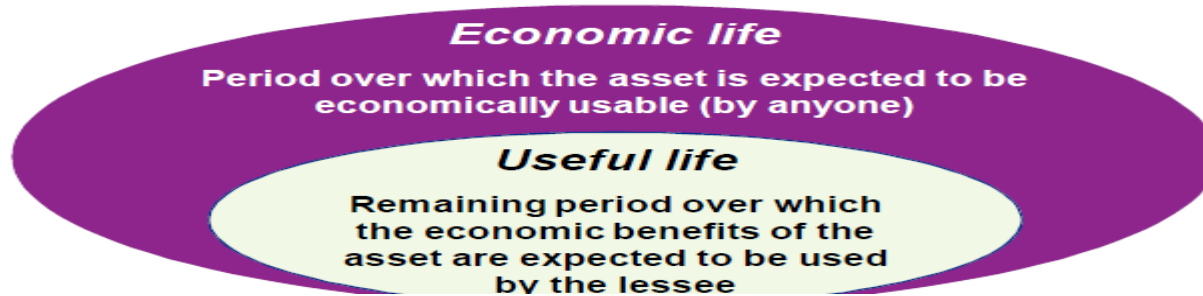 Economic life
Period over which the asset is expected to be
economically usable (by anyone)
Useful life
Remaining period over which
the economic benefits of the
asset are expected to be used
by the lessee